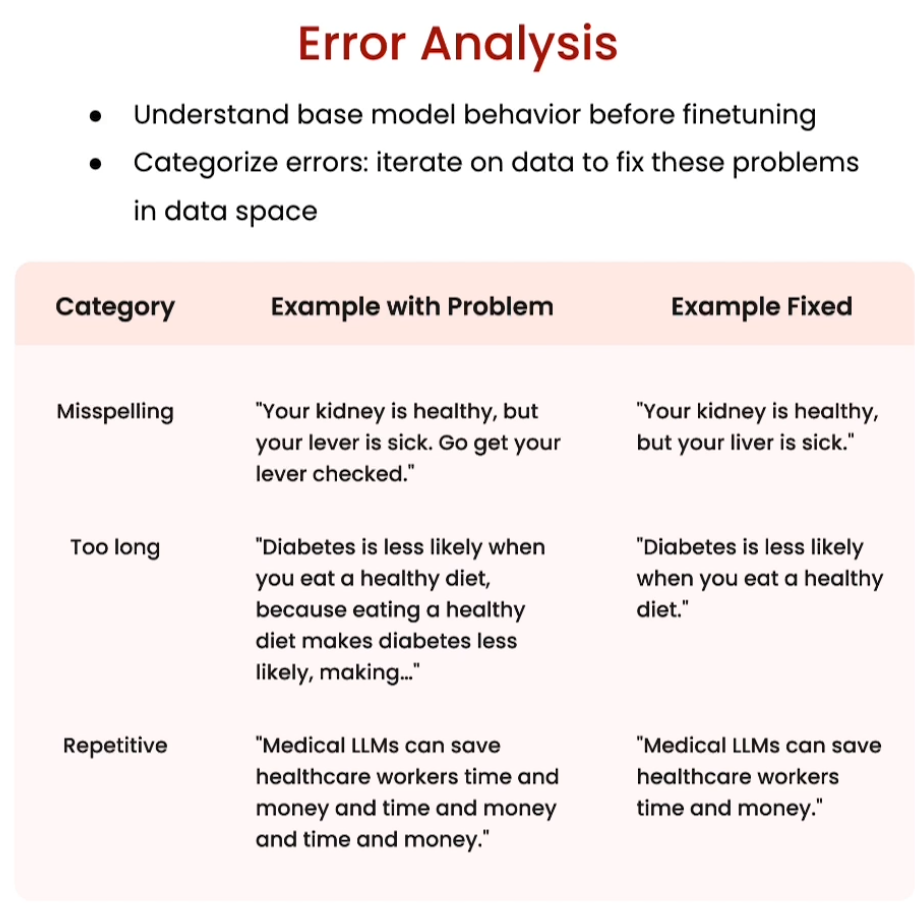 Error Analysis
● Understand base model behavior before finetuning
● Categorize errors: iterate on data to fix these problems
in data space
Category Example with Problem Example Fixed
Misspelling
"Your kidney is healthy, but
your lever is sick. Go get your
lever checked."
"Your kidney is healthy,
but your liver is sick."
Too long
"Diabetes is less likely when
you eat a healthy diet,
because eating a healthy
diet makes diabetes less
likely, making..."
"Diabetes is less likely
when you eat a healthy
diet."
Repetitive
"Medical LLMs can save
healthcare workers time and
money and time and money
and time and money."
"Medical LLMs can save
healthcare workers
time and money."